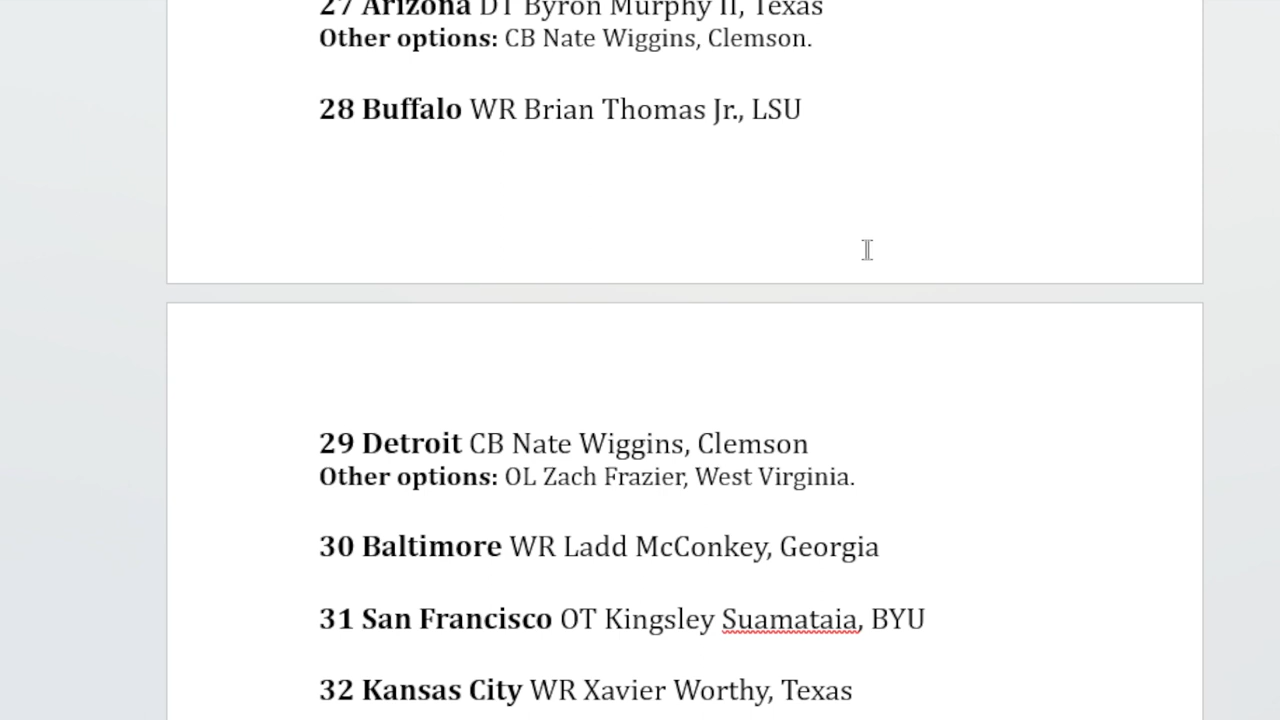 27 Arizona DT Byron Murphy II, Texas
Other options: CB Nate Wiggins, Clemson.
28 Buffalo WR Brian Thomas Jr., LSU
29 Detroit CB Nate Wiggins, Clemson
Other options: OL Zach Frazier, West Virginia.
30 Baltimore WR Ladd McConkey, Georgia
31 San Francisco OT Kingsley Suamataia, BYU
32 Kansas City WR Xavier Worthy, Texas